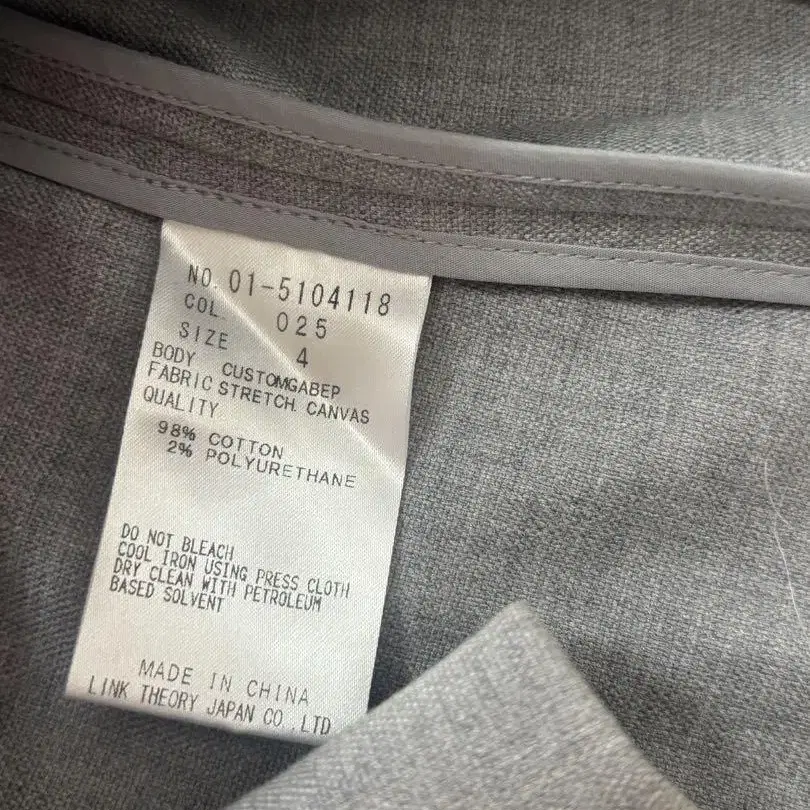 NO. 01-5104118
COL 025
SIZE 4
BODY CUSTOMGABEP
FABRIC STRETCH CANVAS
QUALITY
98% COTTON
2% POLYURETHANE
DO NOT BLEACH
COOL IRON USING PRESS CLOTH
DRY CLEAN WITH PETROLEUM
BASED SOLVENT
MADE IN CHINA
LINK THEORY JAPAN CO.,LTD